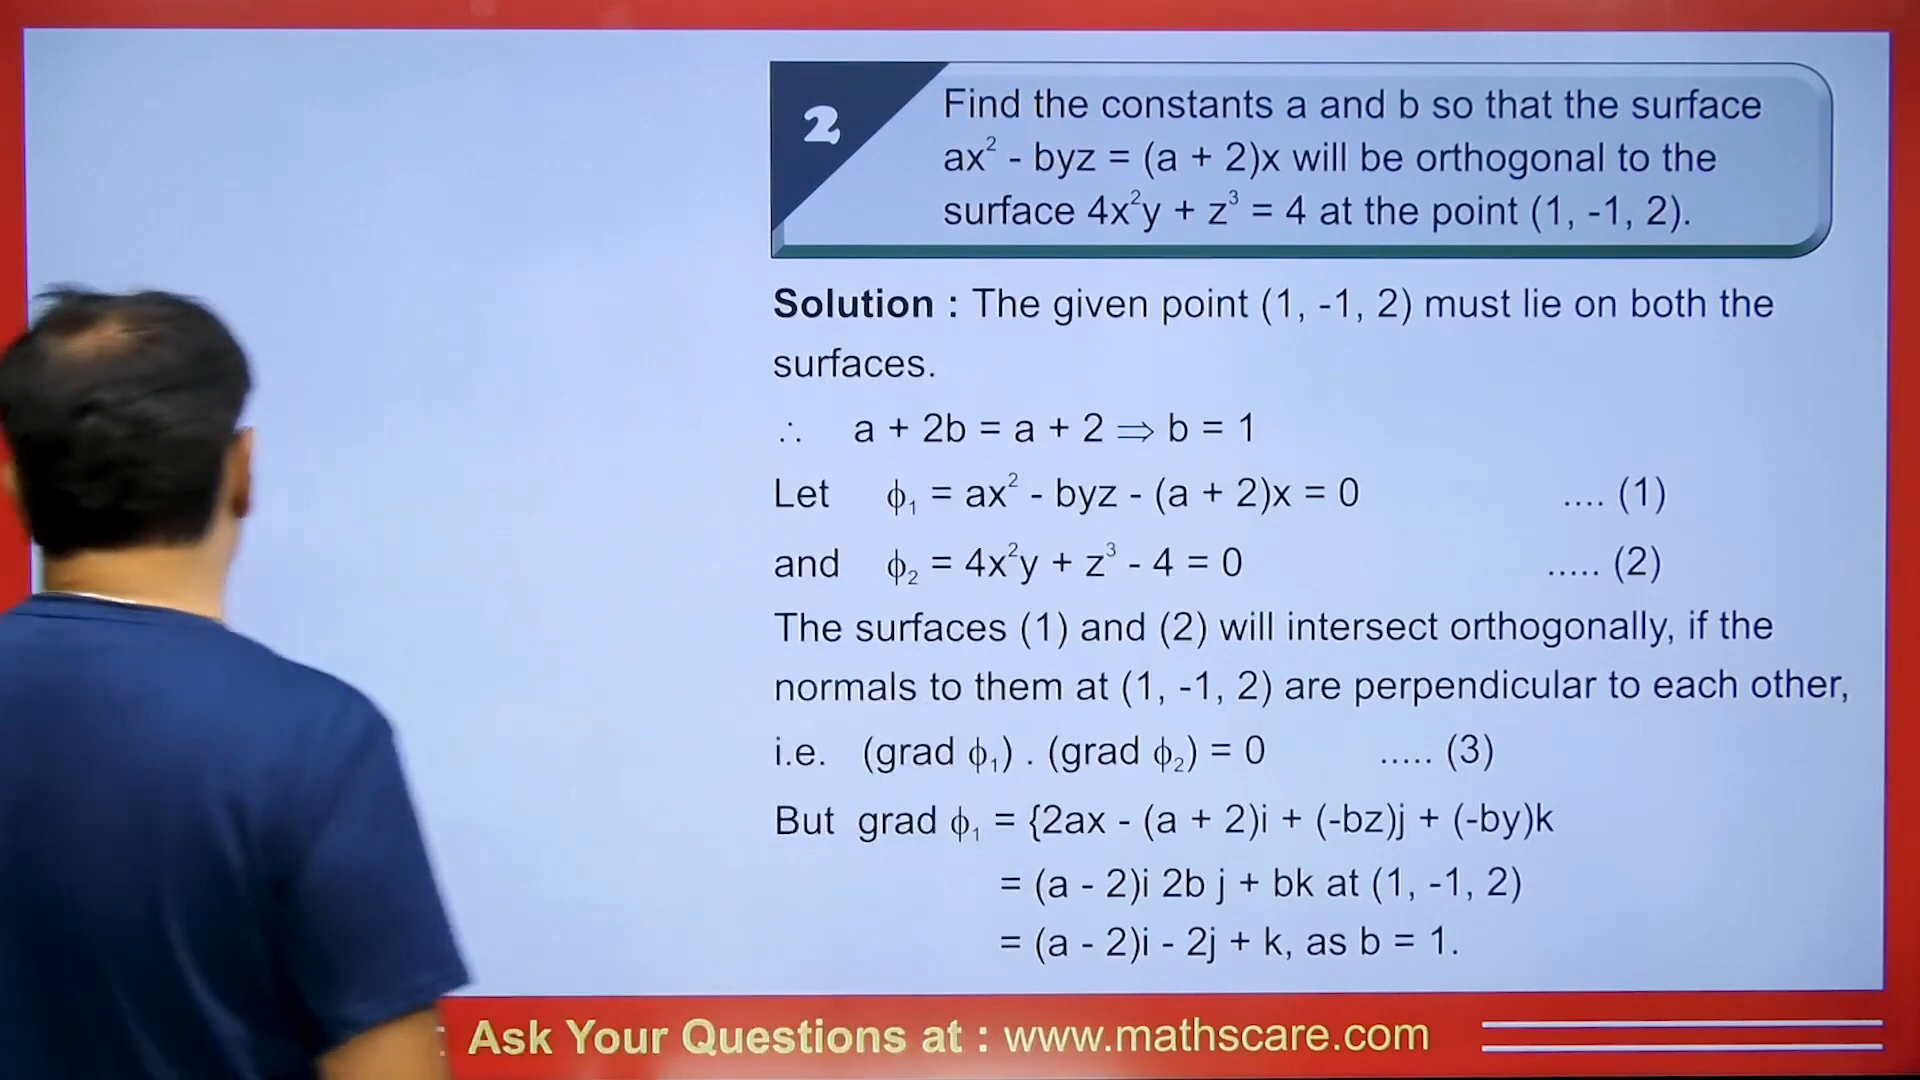 2
Find the constants a and b so that the surface
ax² - byz = (a + 2)x will be orthogonal to the
surface 4x²y + z³ = 4 at the point (1, -1, 2).
Solution : The given point (1, -1, 2) must lie on both the
surfaces.
∴ a + 2b = a + 2 ⇒ b = 1
Let ϕ₁ = ax² - byz - (a + 2)x = 0 .... (1)
and ϕ₂ = 4x²y + z³ - 4 = 0 ..... (2)
The surfaces (1) and (2) will intersect orthogonally, if the
normals to them at (1, -1, 2) are perpendicular to each other,
i.e. (grad ϕ₁) . (grad ϕ₂) = 0 ..... (3)
But grad ϕ₁ = {2ax - (a + 2)i + (-bz)j + (-by)k
= (a - 2)i 2b j + bk at (1, -1, 2)
= (a - 2)i - 2j + k, as b = 1.
: Ask Your Questions at : www.mathscare.com